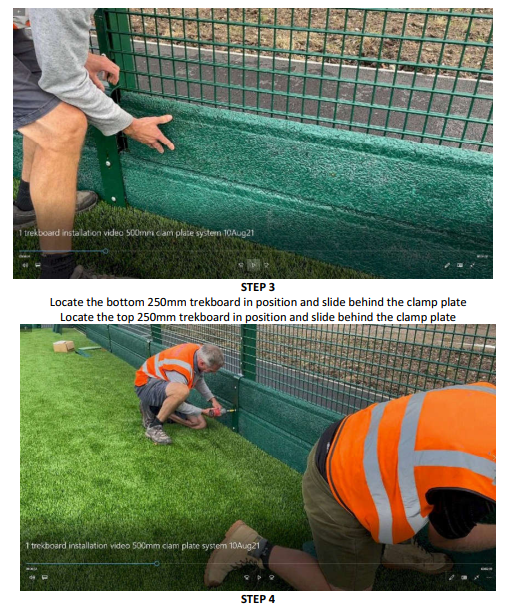 1 trekboard installation video 500mm clam plate system 10Aug21
STEP 3
Locate the bottom 250mm trekboard in position and slide behind the clamp plate
Locate the top 250mm trekboard in position and slide behind the clamp plate
1 trekboard installation video 500mm clam plate system 10Aug21
STEP 4